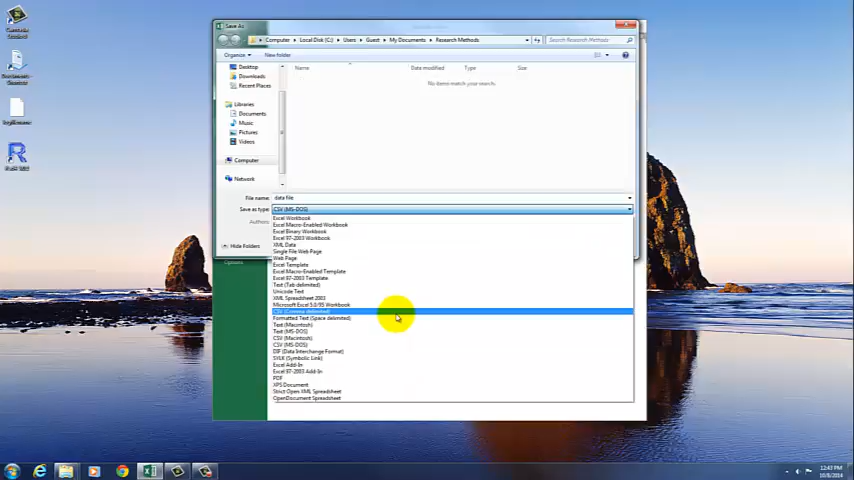 Save As
Computer ▸ Local Disk (C:) ▸ Users ▸ Guest ▸ My Documents ▸ Research Methods
Search Research Methods
Organize
New folder
Desktop
Downloads
Recent Places
Libraries
Documents
Music
Pictures
Videos
Computer
Network
Name
Date modified
Type
Size
No items match your search.
File name: data file
Save as type: CSV (MS-DOS)
Authors:
Hide Folders
Excel Workbook
Excel Macro-Enabled Workbook
Excel Binary Workbook
Excel 97-2003 Workbook
XML Data
Single File Web Page
Web Page
Excel Template
Excel Macro-Enabled Template
Excel 97-2003 Template
Text (Tab delimited)
Unicode Text
XML Spreadsheet 2003
Microsoft Excel 5.0/95 Workbook
CSV (Comma delimited)
Formatted Text (Space delimited)
Text (Macintosh)
Text (MS-DOS)
CSV (Macintosh)
CSV (MS-DOS)
DIF (Data Interchange Format)
SYLK (Symbolic Link)
Excel Add-In
Excel 97-2003 Add-In
PDF
XPS Document
Strict Open XML Spreadsheet
OpenDocument Spreadsheet
Options
12:43 PM
10/8/2014